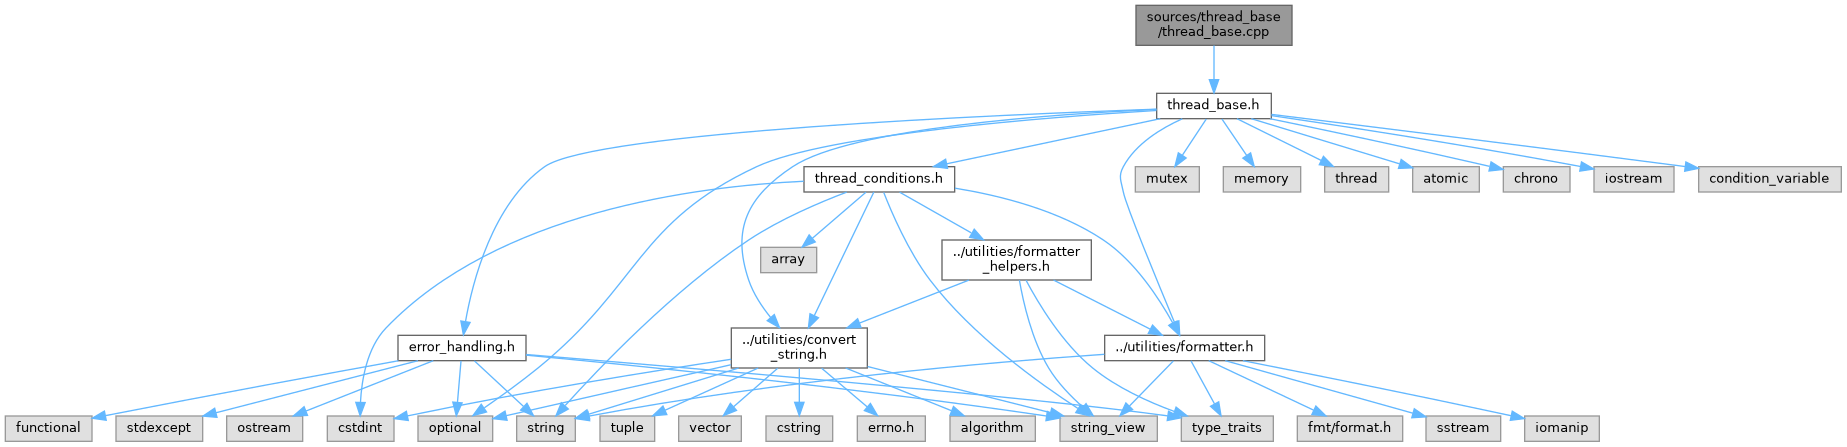 sources/thread_base
/thread_base.cpp
thread_base.h
thread_conditions.h
mutex
memory
thread
atomic
chrono
iostream
condition_variable
array
../utilities/formatter
_helpers.h
error_handling.h
../utilities/convert
_string.h
../utilities/formatter.h
functional
stdexcept
ostream
cstdint
optional
string
tuple
vector
cstring
errno.h
algorithm
string_view
type_traits
fmt/format.h
sstream
iomanip